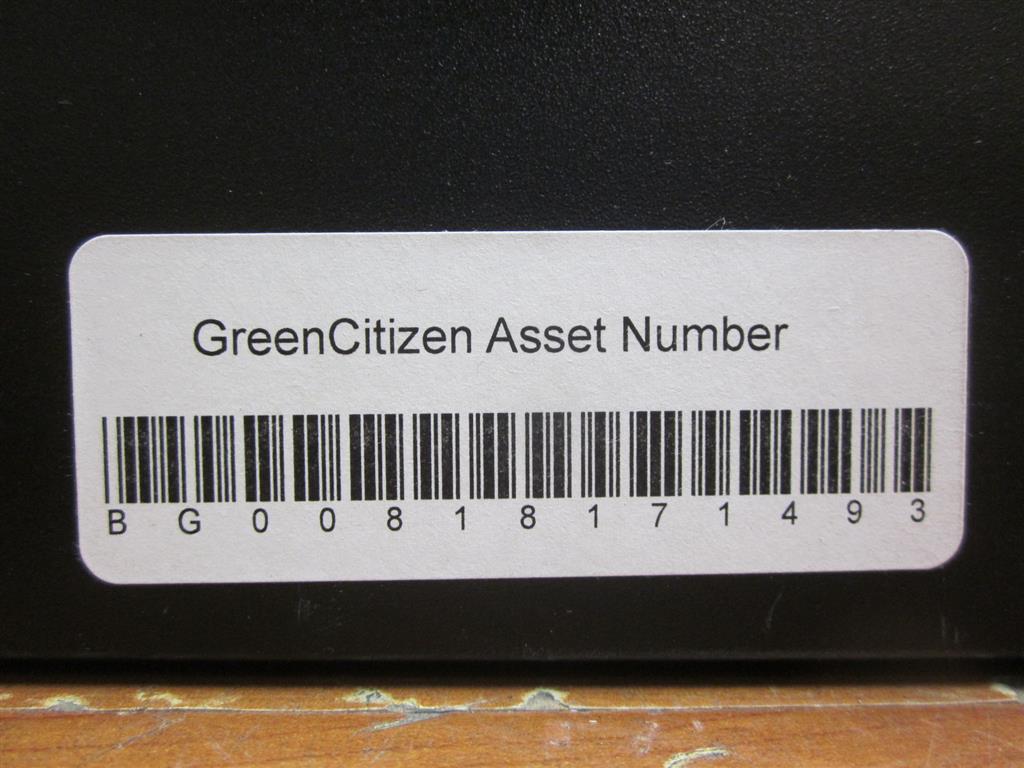 GreenCitizen Asset Number
B G 0 0 8 1 8 1 7 1 4 9 3